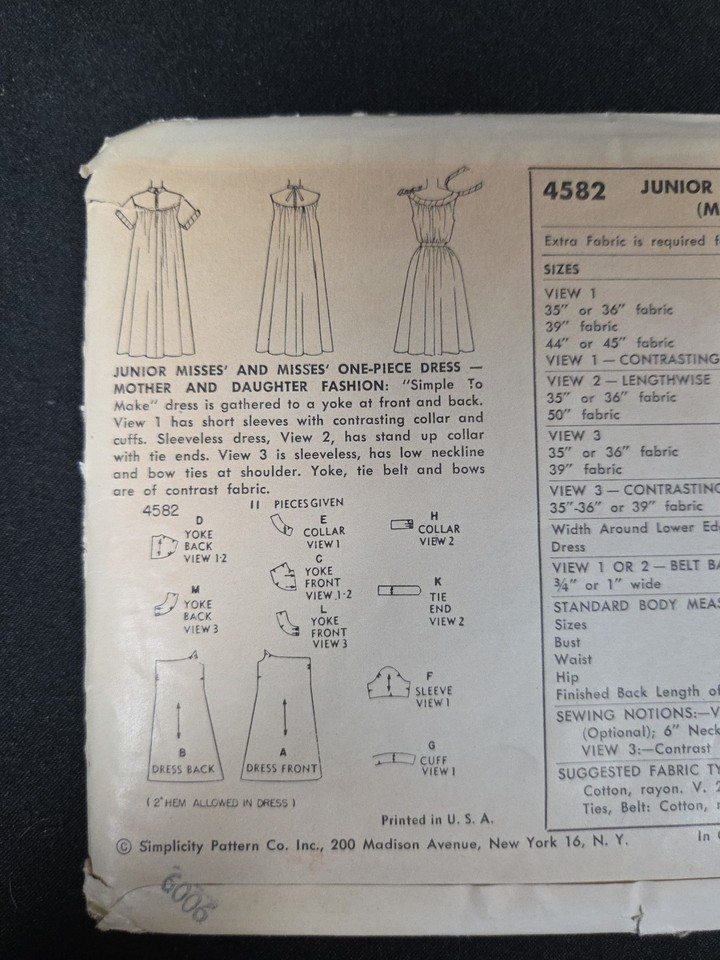 JUNIOR MISSES' AND MISSES' ONE-PIECE DRESS —
MOTHER AND DAUGHTER FASHION: "Simple To
Make" dress is gathered to a yoke at front and back.
View 1 has short sleeves with contrasting collar and
cuffs. Sleeveless dress, View 2, has stand up collar
with tie ends. View 3 is sleeveless, has low neckline
and bow ties at shoulder. Yoke, tie belt and bows
are of contrast fabric.
4582
11 PIECES GIVEN
D
YOKE
BACK
VIEW 1-2
E
COLLAR
VIEW 1
H
COLLAR
VIEW 2
C
YOKE
FRONT
VIEW 1-2
M
YOKE
BACK
VIEW 3
L
YOKE
FRONT
VIEW 3
K
TIE
END
VIEW 2
B
DRESS BACK
A
DRESS FRONT
F
SLEEVE
VIEW 1
G
CUFF
VIEW 1
( 2" HEM ALLOWED IN DRESS )
Printed in U. S. A.
© Simplicity Pattern Co. Inc., 200 Madison Avenue, New York 16, N. Y.
In
6006
4582 JUNIOR
(M
Extra Fabric is required f
SIZES
VIEW 1
35" or 36" fabric
39" fabric
44" or 45" fabric
VIEW 1 — CONTRASTING
VIEW 2 — LENGTHWISE
35" or 36" fabric
50" fabric
VIEW 3
35" or 36" fabric
39" fabric
VIEW 3 — CONTRASTING
35"-36" or 39" fabric
Width Around Lower Ed
Dress
VIEW 1 OR 2 — BELT BA
¾" or 1" wide
STANDARD BODY MEA
Sizes
Bust
Waist
Hip
Finished Back Length of
SEWING NOTIONS:—V
(Optional); 6" Neck
VIEW 3:—Contrast
SUGGESTED FABRIC TY
Cotton, rayon. V. 2
Ties, Belt: Cotton, r